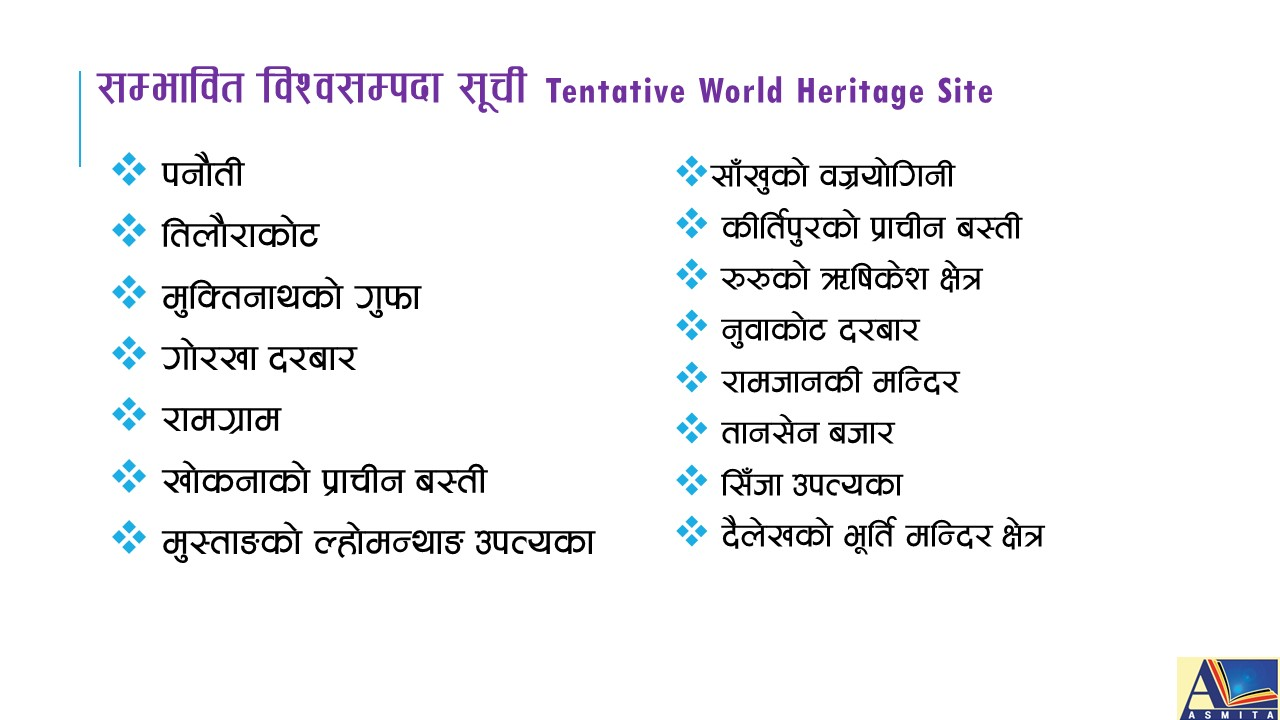 सम्भावित विश्वसम्पदा सूची Tentative World Heritage Site
पनौती
तिलौराकोट
मुक्तिनाथको गुफा
गोरखा दरबार
रामग्राम
खोकनाको प्राचीन बस्ती
मुस्ताङको ल्होमन्थाङ उपत्यका
साँखुको वज्रयोगिनी
कीर्तिपुरको प्राचीन बस्ती
रुरुको ऋषिकेश क्षेत्र
नुवाकोट दरबार
रामजानकी मन्दिर
तानसेन बजार
सिँजा उपत्यका
दैलेखको भूर्ति मन्दिर क्षेत्र
ASMITA